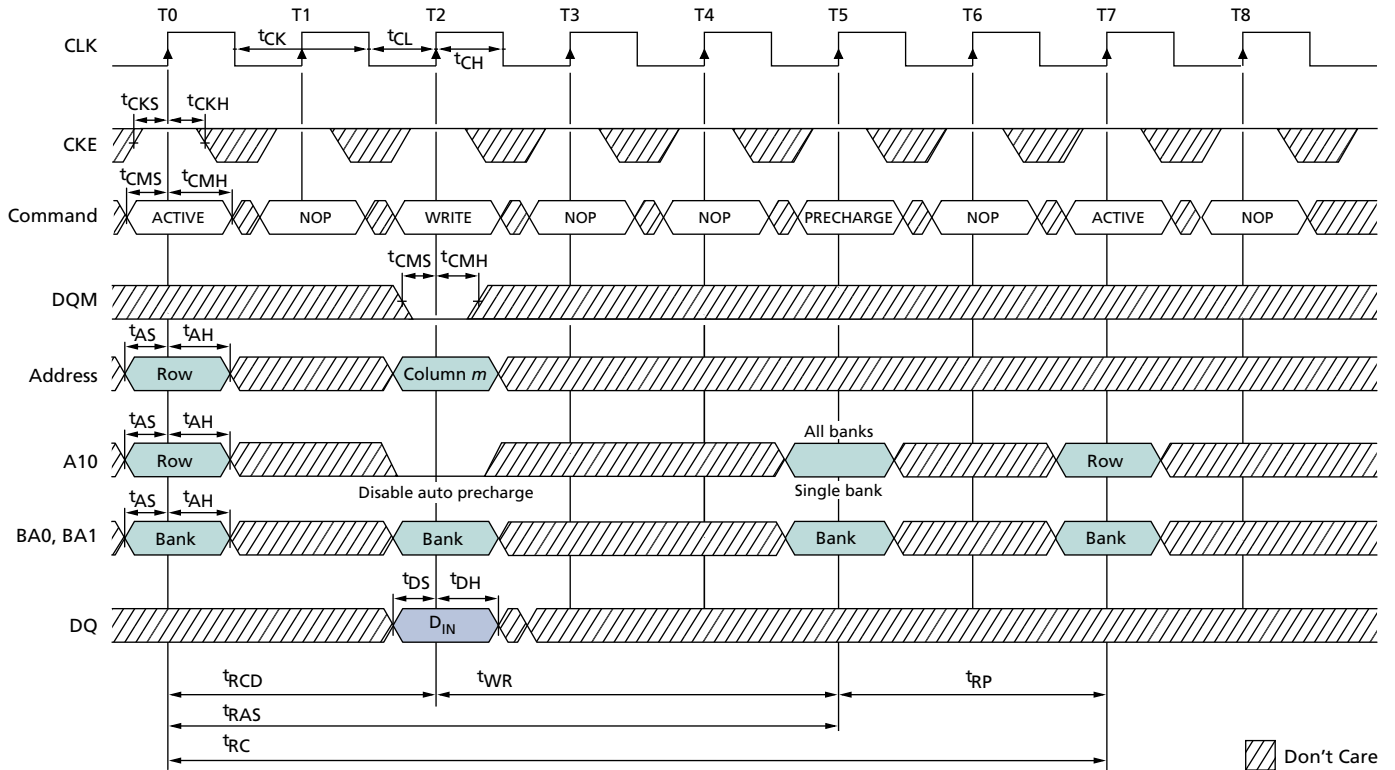 T0 T1 T2 T3 T4 T5 T6 T7 T8
CLK
tCK tCL
tCH
tCKS tCKH
CKE
tCMS tCMH
Command ACTIVE NOP WRITE NOP NOP PRECHARGE NOP ACTIVE NOP
tCMS tCMH
DQM
tAS tAH
Address Row Column m
tAS tAH All banks
A10 Row Row
Disable auto precharge Single bank
tAS tAH
BA0, BA1 Bank Bank Bank Bank
tDS tDH
DQ DIN
tRCD tWR tRP
tRAS
tRC
Don't Care